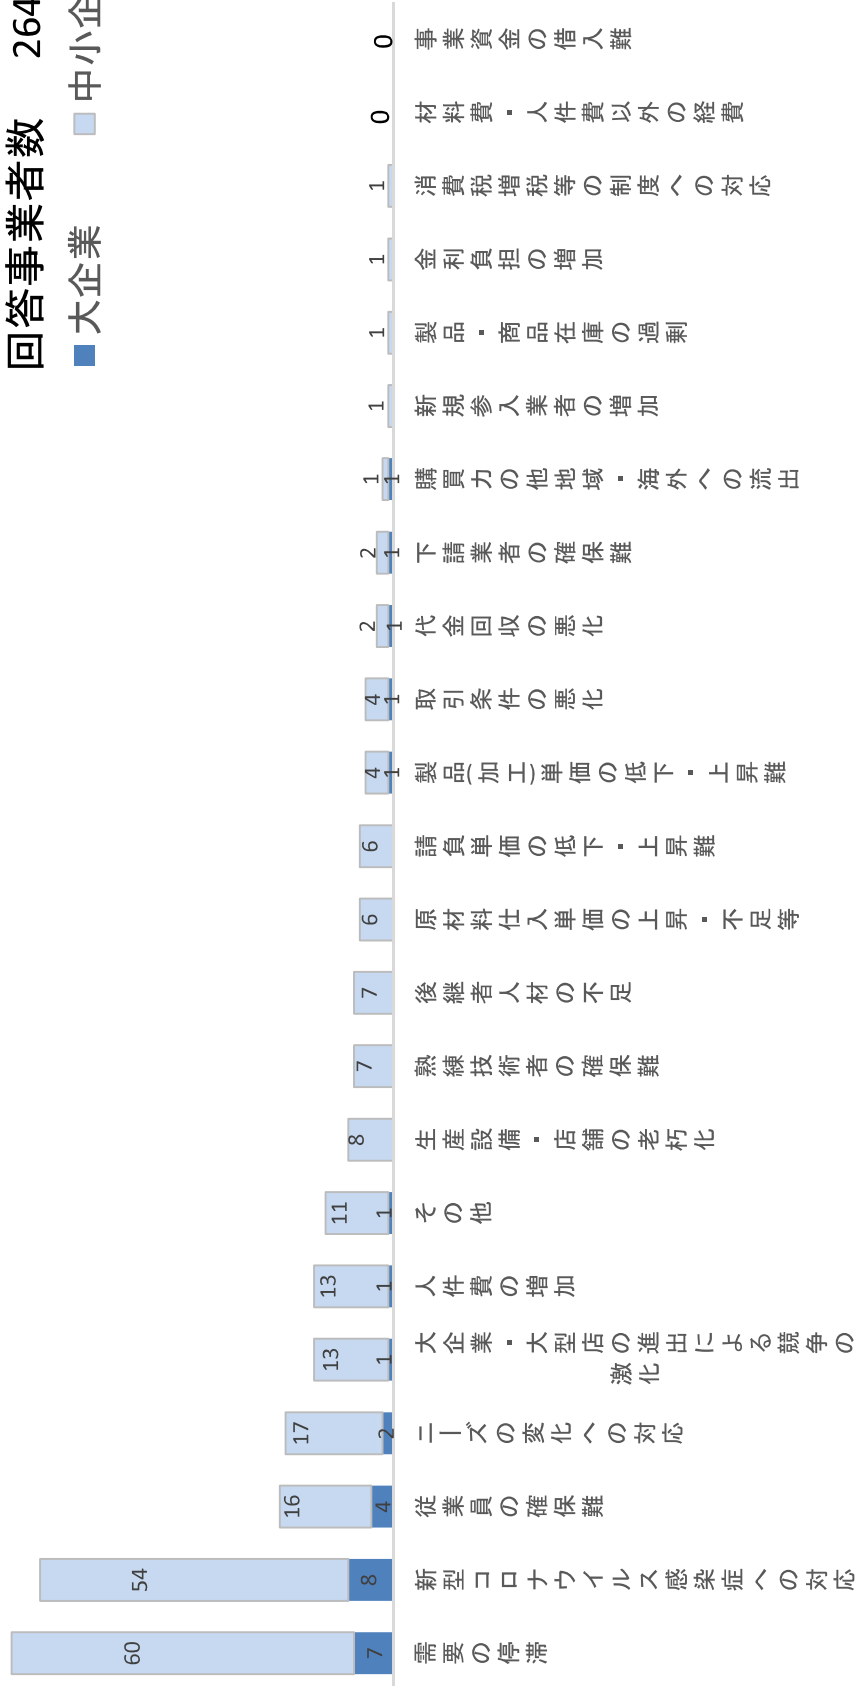 回答事業者数 264
大企業 中小企
60
7
需要の停滞
54
8
新型コロナウイルス感染症への対応
16
4
従業員の確保難
17
2
ニーズの変化への対応
13
1
大企業・大型店の進出による競争の
激化
13
1
人件費の増加
11
1
その他
8
生産設備・店舗の老朽化
7
熟練技術者の確保難
7
後継者人材の不足
6
原材料仕入単価の上昇・不足等
6
請負単価の低下・上昇難
4
1
製品(加工)単価の低下・上昇難
4
1
取引条件の悪化
2
1
代金回収の悪化
2
1
下請業者の確保難
1
1
購買力の他地域・海外への流出
1
新規参入業者の増加
1
製品・商品在庫の過剰
1
金利負担の増加
1
消費税増税等の制度への対応
0
材料費・人件費以外の経費
0
事業資金の借入難